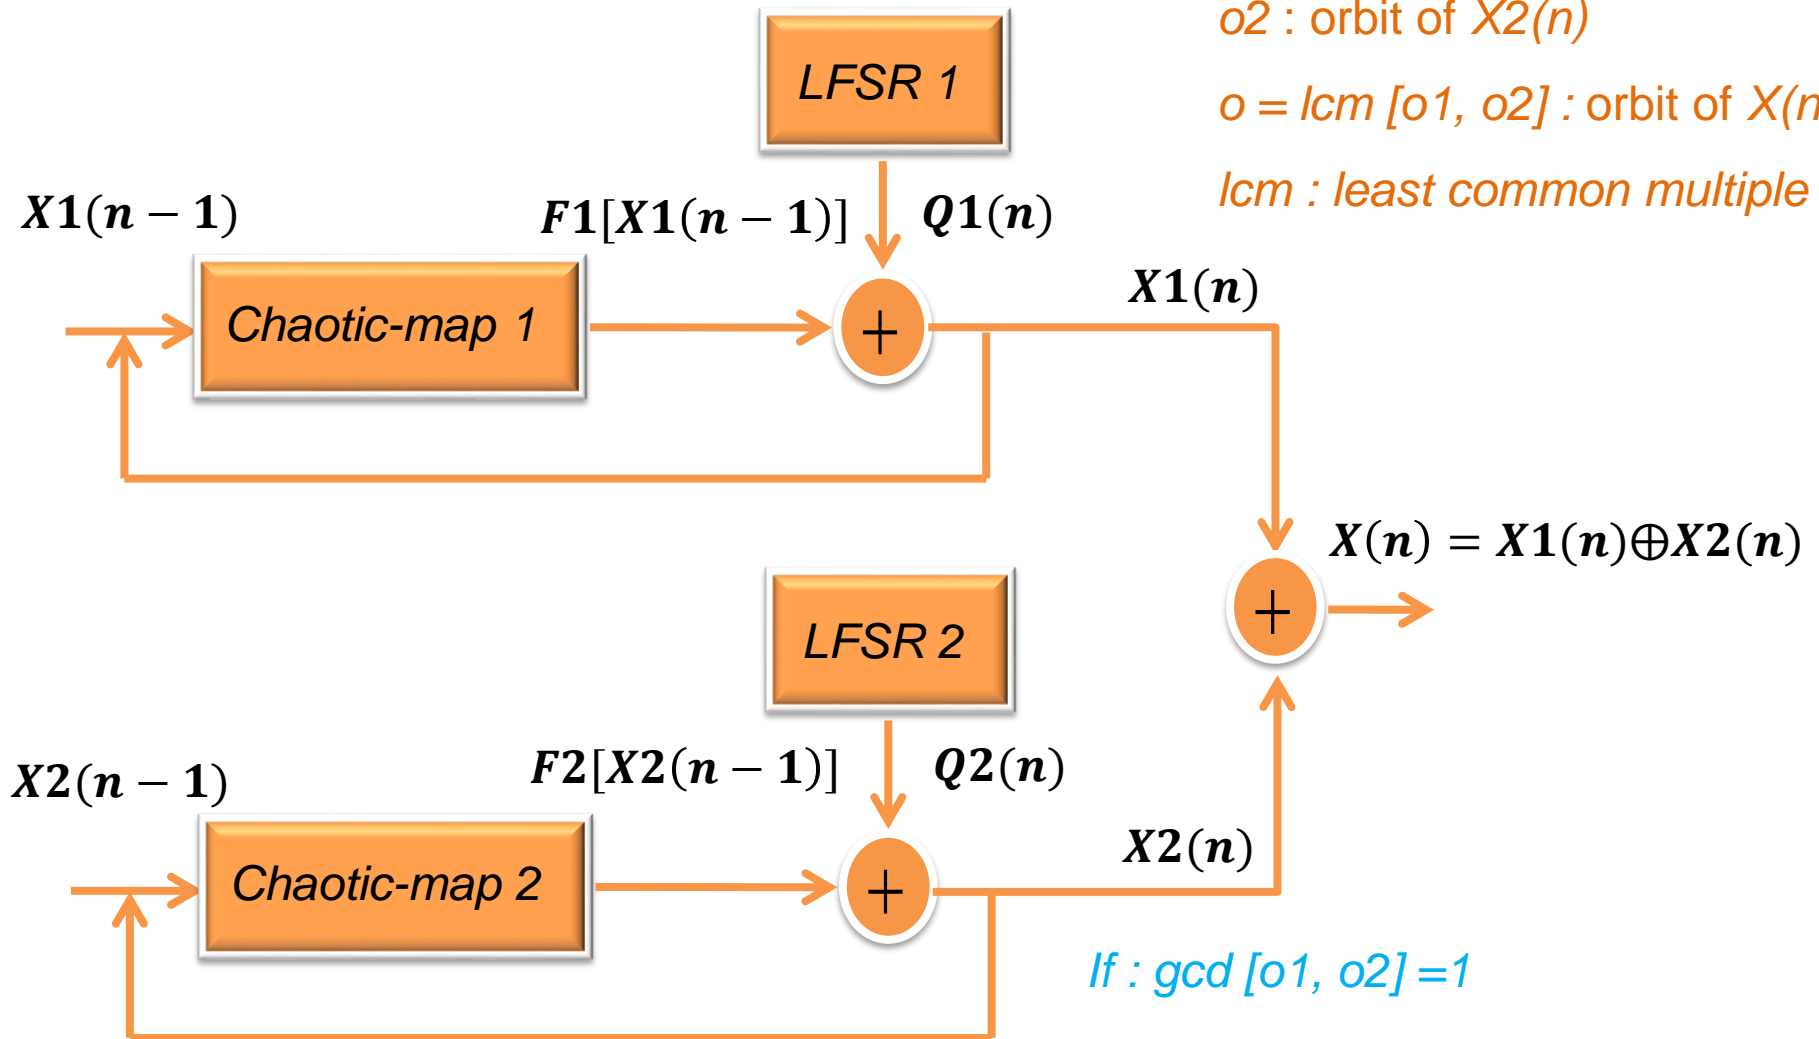 o2 : orbit of X2(n)
LFSR 1
o = lcm [o1, o2] : orbit of X(n
lcm : least common multiple
X1(n − 1)
F1[X1(n − 1)]
Q1(n)
X1(n)
Chaotic-map 1
+
X(n) = X1(n)⊕X2(n)
+
LFSR 2
X2(n − 1)
F2[X2(n − 1)]
Q2(n)
X2(n)
Chaotic-map 2
+
If : gcd [o1, o2] =1